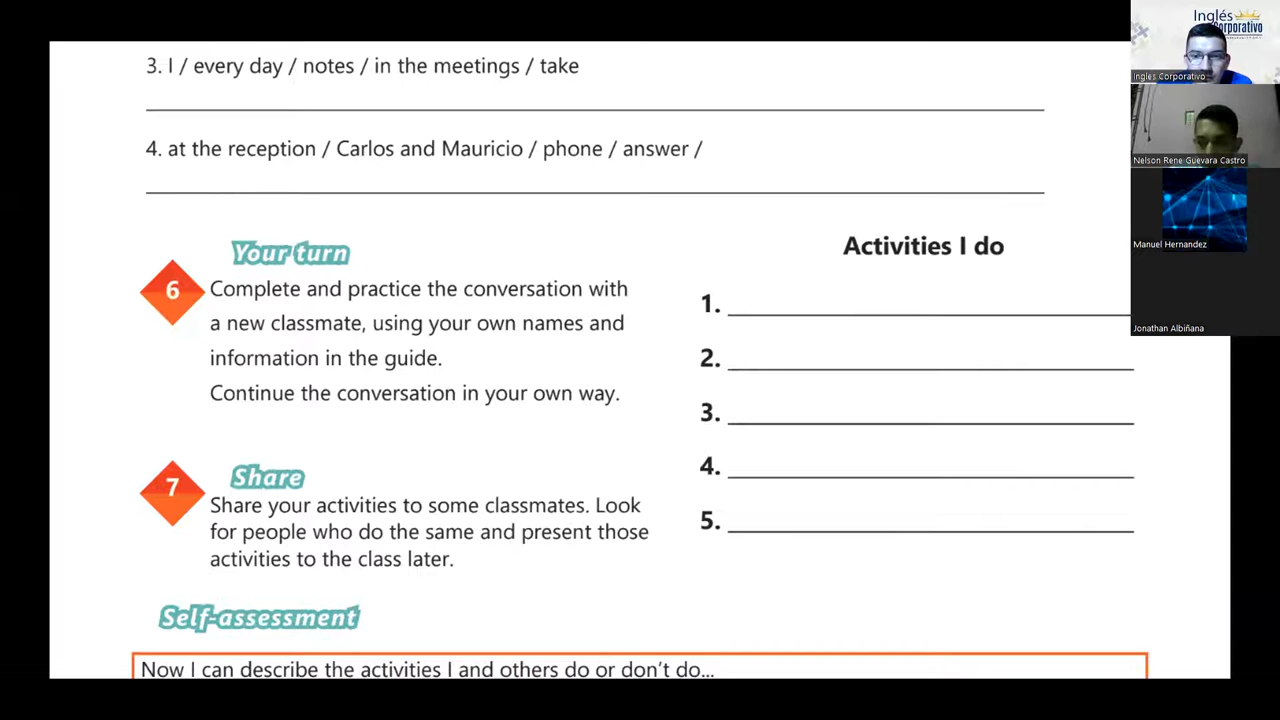 3. I / every day / notes / in the meetings / take
4. at the reception / Carlos and Mauricio / phone / answer /
Your turn
6
Complete and practice the conversation with
a new classmate, using your own names and
information in the guide.
Continue the conversation in your own way.
Activities I do
1.
2.
3.
4.
5.
7
Share
Share your activities to some classmates. Look
for people who do the same and present those
activities to the class later.
Self-assessment
Now I can describe the activities I and others do or don't do...
Inglés
Corporativo
Ingles Corporativo
Nelson Rene Guevara Castro
Manuel Hernandez
Jonathan Albiñana